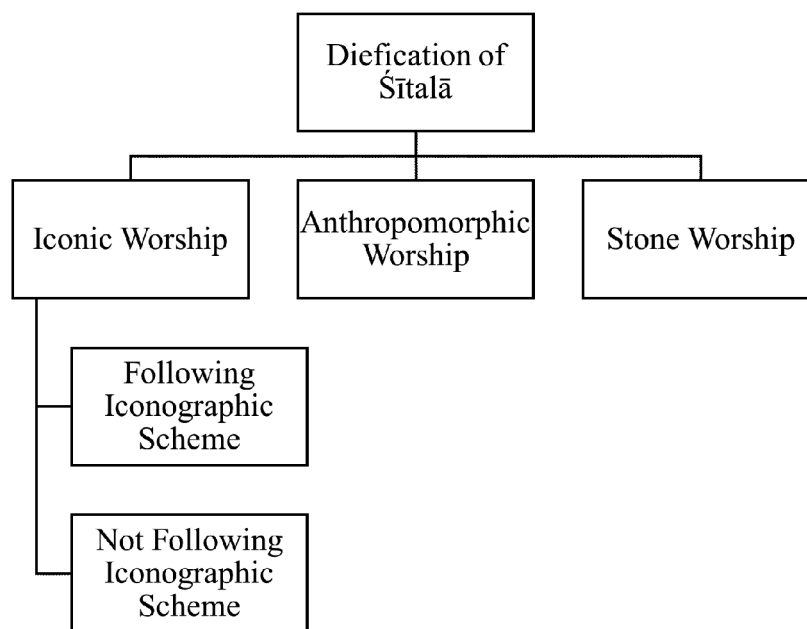 Diefication of
Śītalā
Iconic Worship
Anthropomorphic
Worship
Stone Worship
Following
Iconographic
Scheme
Not Following
Iconographic
Scheme